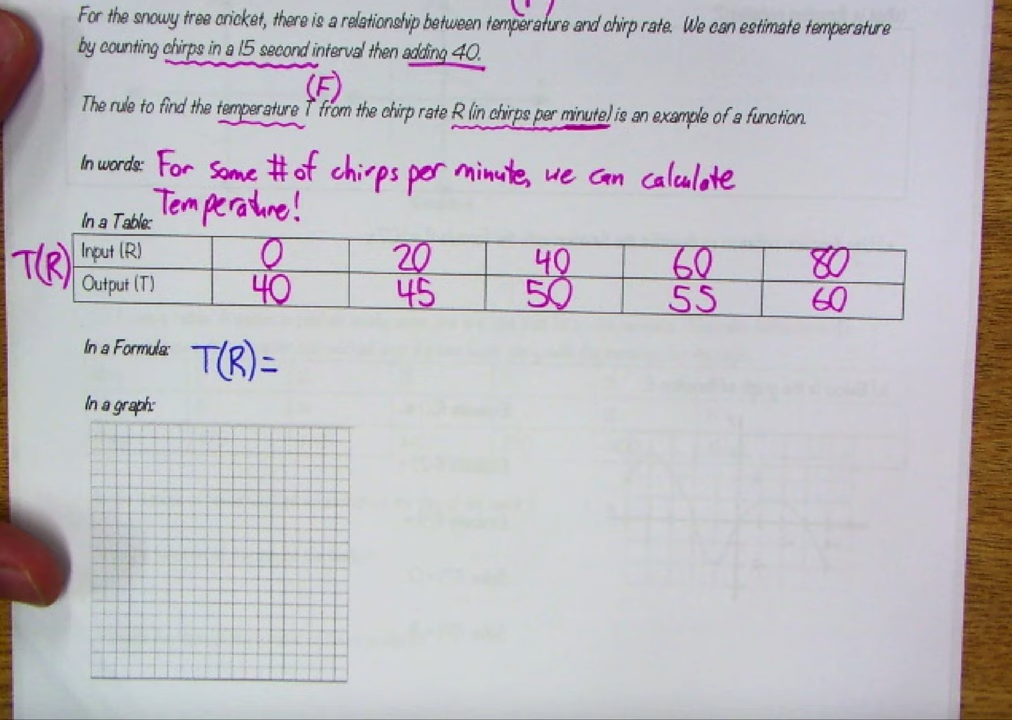 For the snowy tree cricket, there is a relationship between temperature and chirp rate. We can estimate temperature
by counting chirps in a 15 second interval then adding 40.
(F)
The rule to find the temperature T from the chirp rate R (in chirps per minute) is an example of a function.
In words: For some # of chirps per minute, we can calculate
Temperature!
In a Table:
T(R) Input (R) 0 20 40 60 80
Output (T) 40 45 50 55 60
In a Formula: T(R)=
In a graph: